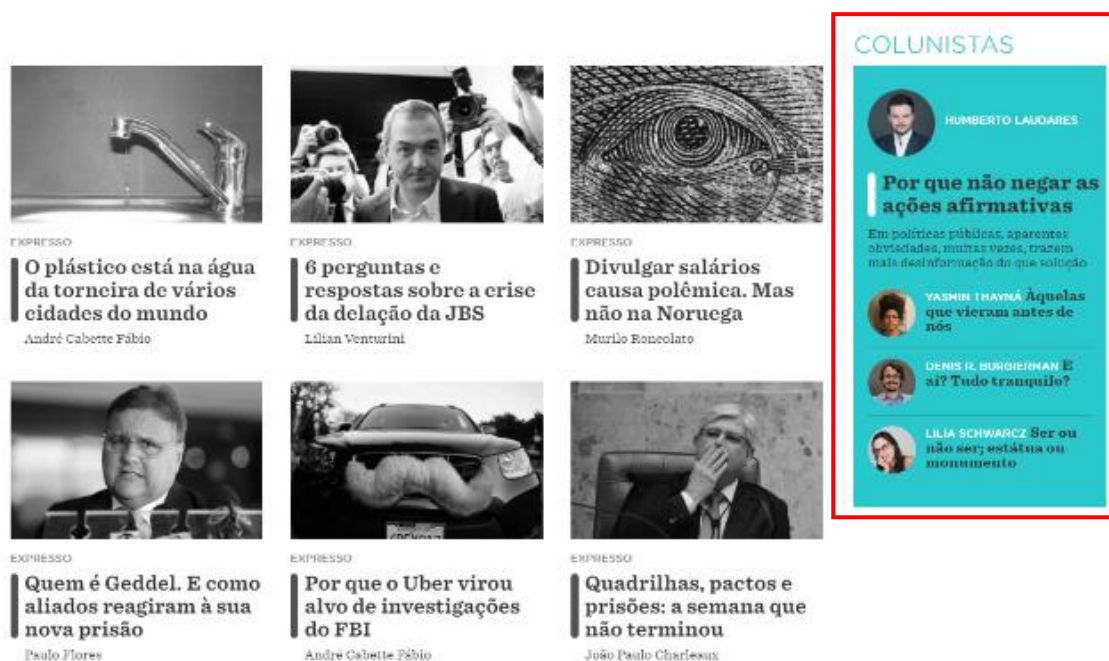 COLUNISTAS
HUMBERTO LAUDARES
Por que não negar as
ações afirmativas
Em políticas públicas, aparentes
obviedades, muitas vezes, trazem
mais desinformação do que solução
YASMIN THAYNÁ Àquelas
que vieram antes de
nós
DENIS R. BURGIERMAN E
aí? Tudo tranquilo?
LILIA SCHWARCZ Ser ou
não ser; estátua ou
monumento
EXPRESSO
O plástico está na água
da torneira de vários
cidades do mundo
André Cabette Fábio
EXPRESSO
6 perguntas e
respostas sobre a crise
da delação da JBS
Lilian Venturini
EXPRESSO
Divulgar salários
causa polêmica. Mas
não na Noruega
Murilo Roncolato
EXPRESSO
Quem é Geddel. E como
aliados reagiram à sua
nova prisão
Paulo Flores
EXPRESSO
Por que o Uber virou
alvo de investigações
do FBI
André Cabette Fábio
EXPRESSO
Quadrilhas, pactos e
prisões: a semana que
não terminou
João Paulo Charleaux